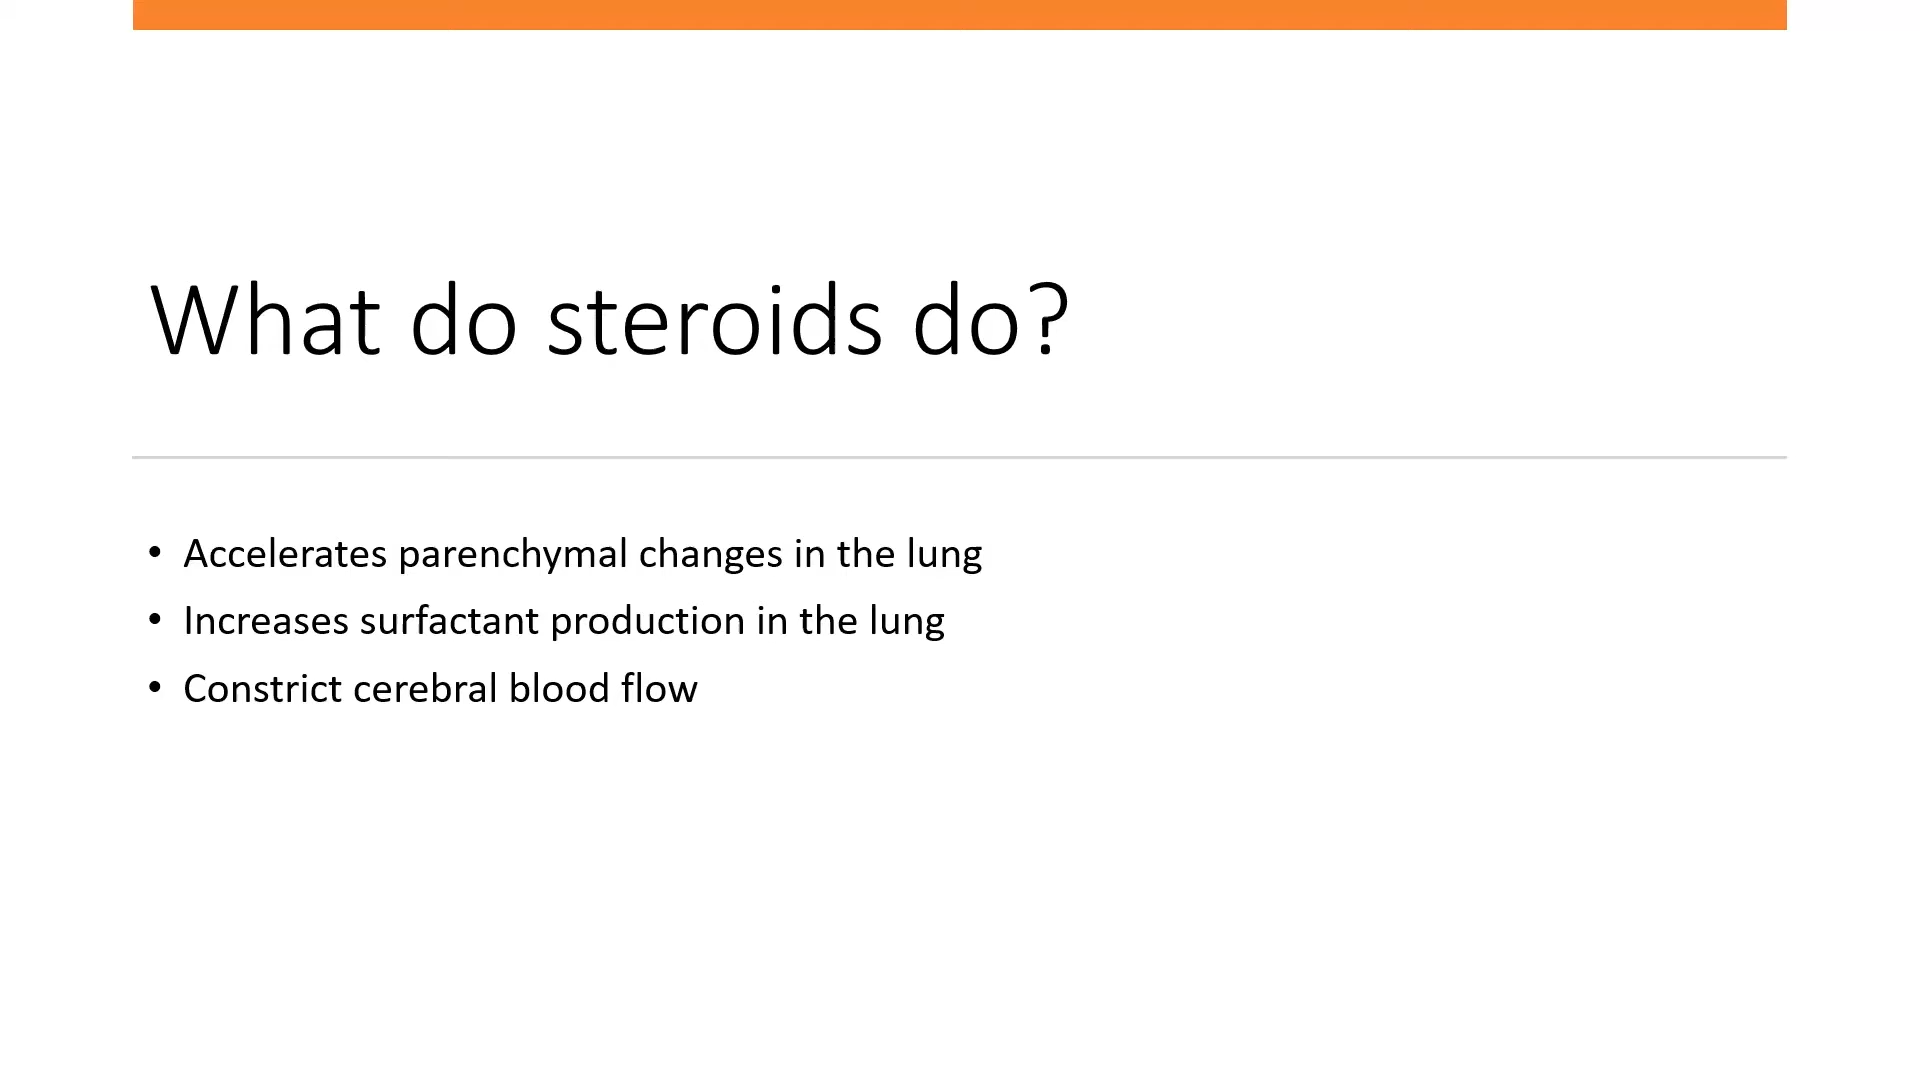 What do steroids do?
• Accelerates parenchymal changes in the lung
• Increases surfactant production in the lung
• Constrict cerebral blood flow